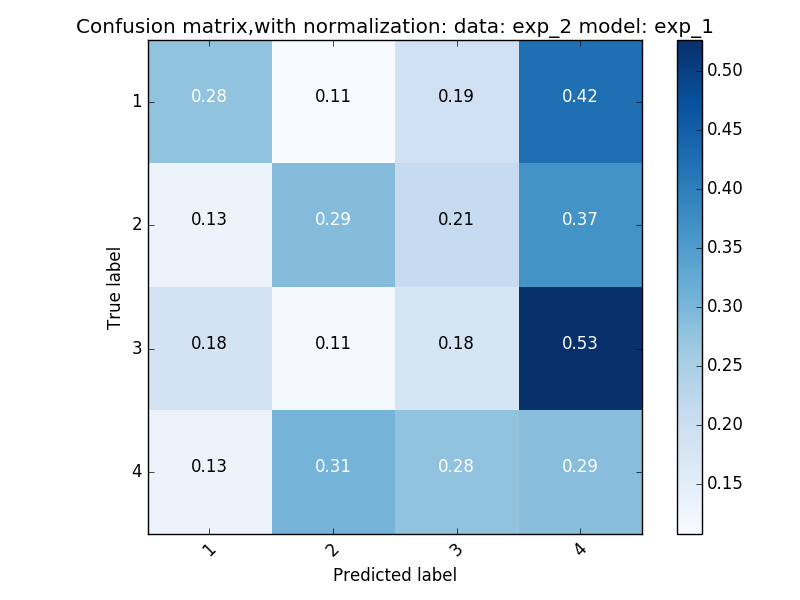 Confusion matrix,with normalization: data: exp_2 model: exp_1
True label
1
0.28 0.11 0.19 0.42
2
0.13 0.29 0.21 0.37
3
0.18 0.11 0.18 0.53
4
0.13 0.31 0.28 0.29
1 2 3 4
Predicted label
0.50
0.45
0.40
0.35
0.30
0.25
0.20
0.15